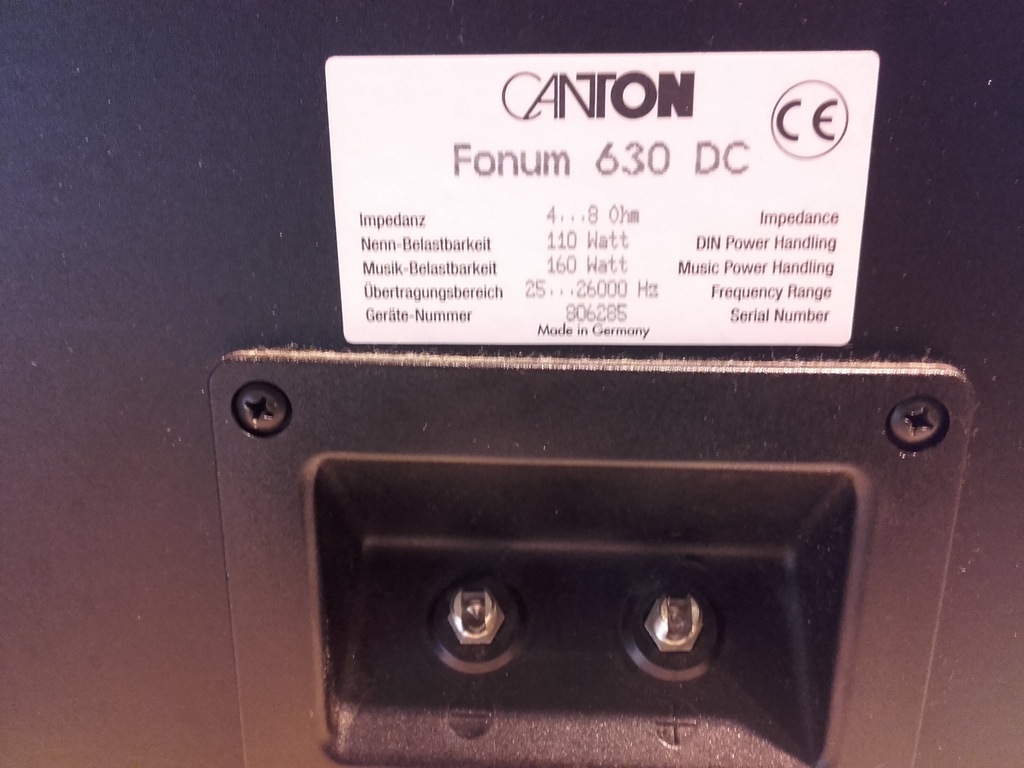 CANTON
CE
Fonum 630 DC
Impedanz 4...8 Ohm Impedance
Nenn-Belastbarkeit 110 Watt DIN Power Handling
Musik-Belastbarkeit 160 Watt Music Power Handling
Übertragungsbereich 25...26000 Hz Frequency Range
Geräte-Nummer 806285 Serial Number
Made in Germany
- +